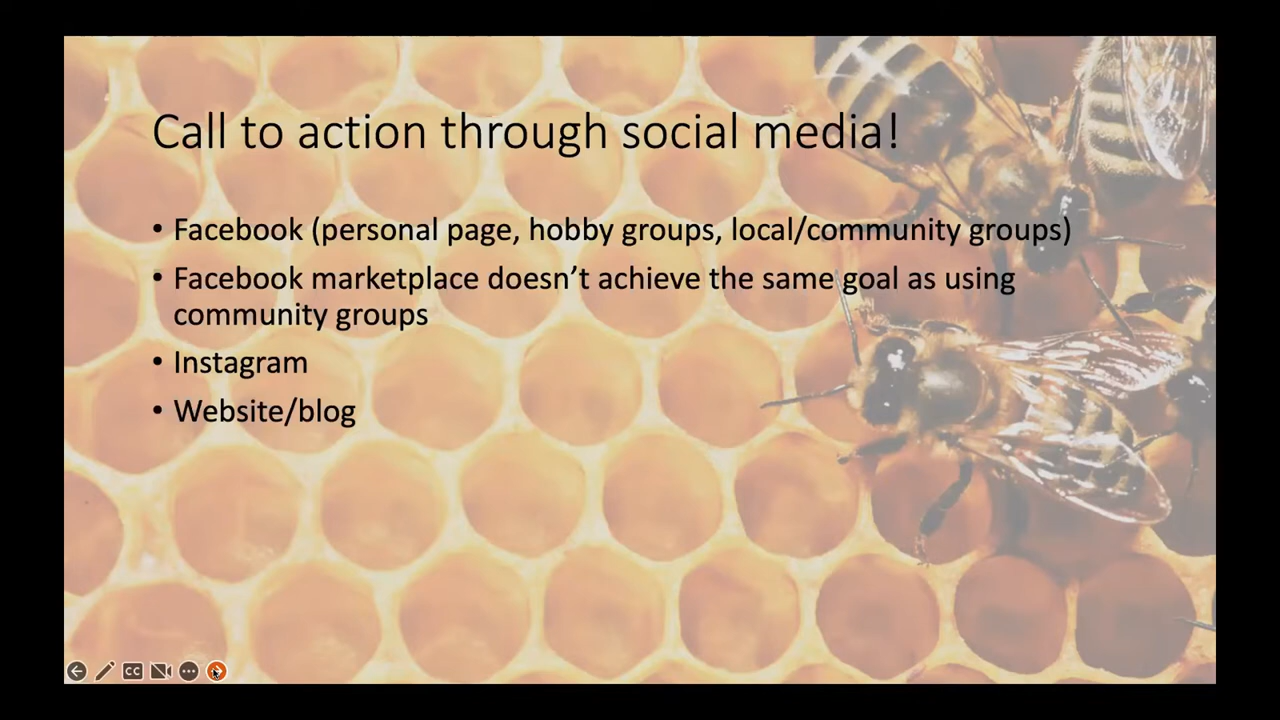 Call to action through social media!
• Facebook (personal page, hobby groups, local/community groups)
• Facebook marketplace doesn’t achieve the same goal as using
community groups
• Instagram
• Website/blog
CC